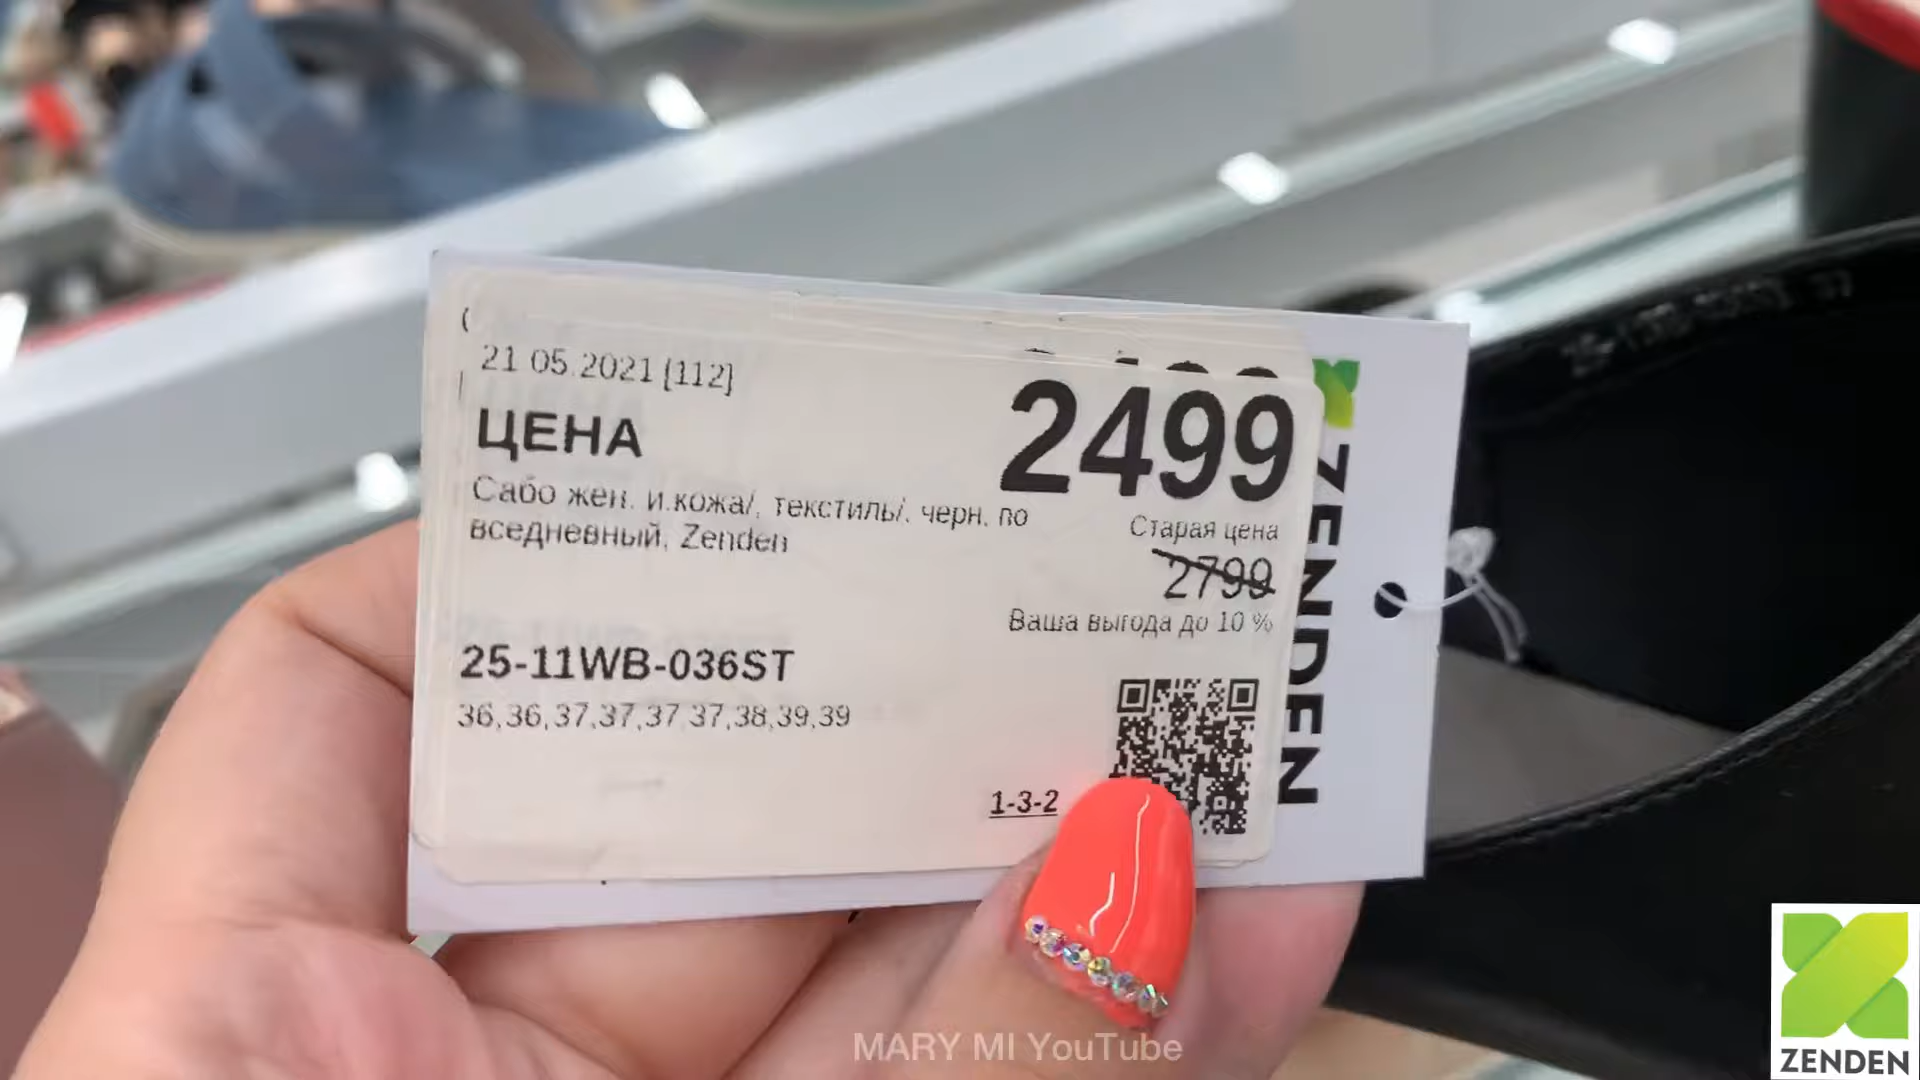 21 05.2021 [112]
ЦЕНА
2499
Сабо жен. и.кожа/, текстиль/. черн. по
вседневный, Zenden
Старая цена
2799
Ваша выгода до 10 %
25-11WB-036ST
36,36,37,37,37 37,38,39,39
1-3-2
ZENDEN
MARY MI YouTube
ZENDEN